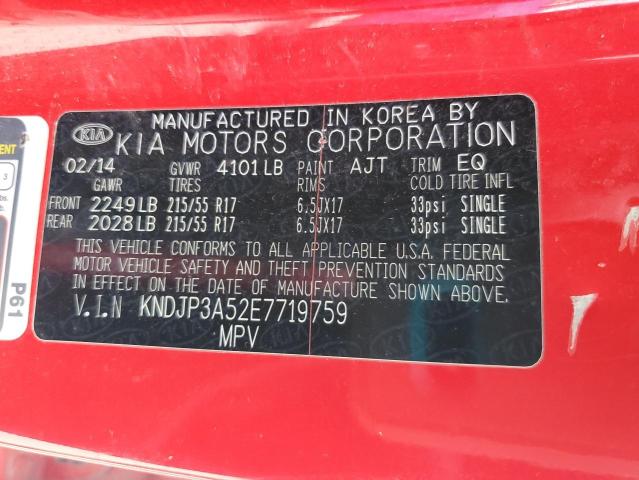 MANUFACTURED IN KOREA BY
KIA KIA MOTORS CORPORATION
02/14 GVWR 4101 LB PAINT AJT TRIM EQ
GAWR TIRES RIMS COLD TIRE INFL
FRONT 2249 LB 215/55 R17 6.5JX17 33psi SINGLE
REAR 2028 LB 215/55 R17 6.5JX17 33psi SINGLE
THIS VEHICLE CONFORMS TO ALL APPLICABLE U.S.A. FEDERAL
MOTOR VEHICLE SAFETY AND THEFT PREVENTION STANDARDS
IN EFFECT ON THE DATE OF MANUFACTURE SHOWN ABOVE.
V.I.N KNDJP3A52E7719759
MPV
3
P61